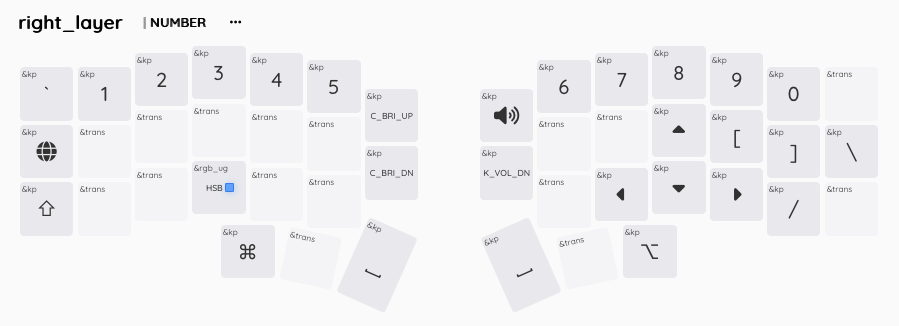 right_layer | NUMBER ...
&kp ` &kp 1 &kp 2 &kp 3 &kp 4 &kp 5 &kp C_BRI_UP &kp &kp 6 &kp 7 &kp 8 &kp 9 &kp 0 &trans
&kp &trans &trans &trans &trans &trans &kp C_BRI_DN &kp K_VOL_DN &trans &trans &kp &kp [ &kp ] &kp \
&kp &trans &trans &rgb_ug HSB &trans &trans &trans &kp &kp &kp &kp / &trans
&kp ⌘ &trans &kp &kp &trans &kp ⌥